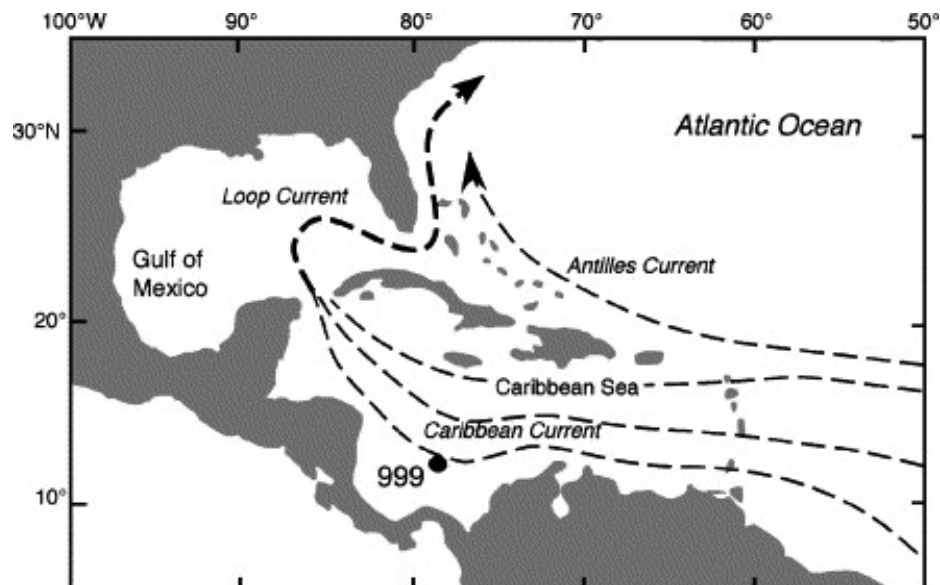 100°W
90°
80°
70°
60°
50°
30°N
Atlantic Ocean
Loop Current
Gulf of
Mexico
Antilles Current
20°
Caribbean Sea
Caribbean Current
999
10°